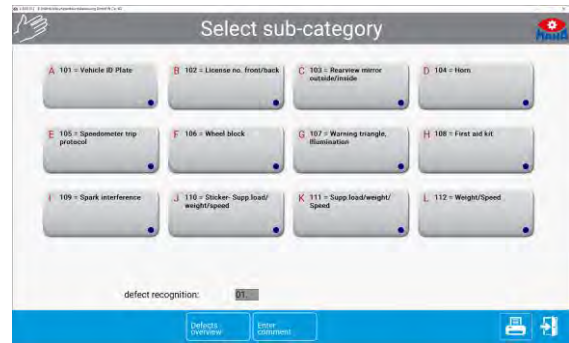 Select sub-category
MAHA
A 101 = Vehicle ID Plate
B 102 = License no. front/back
C 103 = Rearview mirror
outside/inside
D 104 = Horn
E 105 = Speedometer trip
protocol
F 106 = Wheel block
G 107 = Warning triangle,
Illumination
H 108 = First aid kit
I 109 = Spark interference
J 110 = Sticker- Supp.load/
weight/speed
K 111 = Supp.load/weight/
Speed
L 112 = Weight/Speed
defect recognition: 01.
Defects
overview
Enter
comment